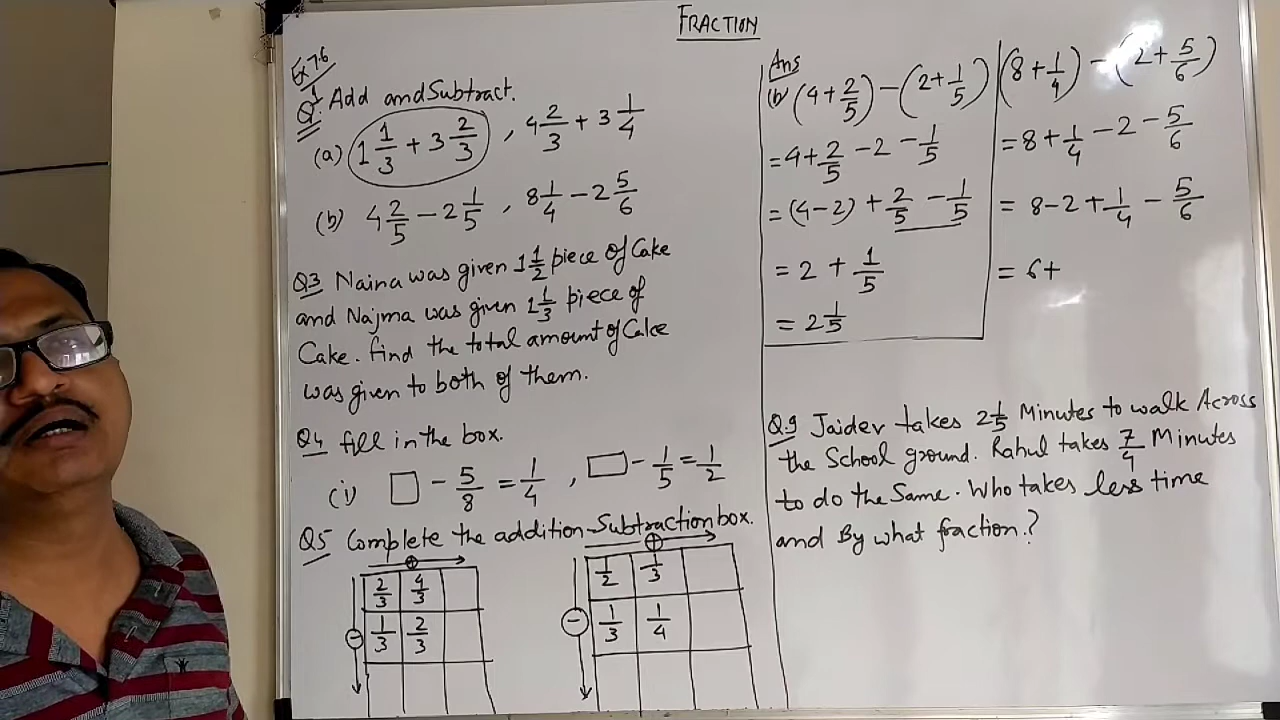 FRACTION
Ex 7.6
Q1 Add and Subtract.
(a) 1 1/3 + 3 2/3 , 4 2/3 + 3 1/4
(b) 4 2/5 - 2 1/5 , 8 1/4 - 2 5/6
Q3 Naina was given 1 1/2 piece of Cake
and Najma was given 1 1/3 piece of
Cake. find the total amount of Cake
was given to both of them.
Q4 fill in the box.
(i) □ - 5/8 = 1/4 , □ - 1/5 = 1/2
Q5 Complete the addition-Subtraction box.
+
2/3 4/3
- 1/3 2/3
+
1/2 1/3
- 1/3 1/4
Ans
(b) (4 + 2/5) - (2 + 1/5)
= 4 + 2/5 - 2 - 1/5
= (4-2) + 2/5 - 1/5
= 2 + 1/5
= 2 1/5
(8 + 1/4) - (2 + 5/6)
= 8 + 1/4 - 2 - 5/6
= 8 - 2 + 1/4 - 5/6
= 6 +
Q.9 Jaidev takes 2 1/5 Minutes to walk Across
the School ground. Rahul takes 7/4 Minutes
to do the Same. Who takes less time
and By what fraction.?